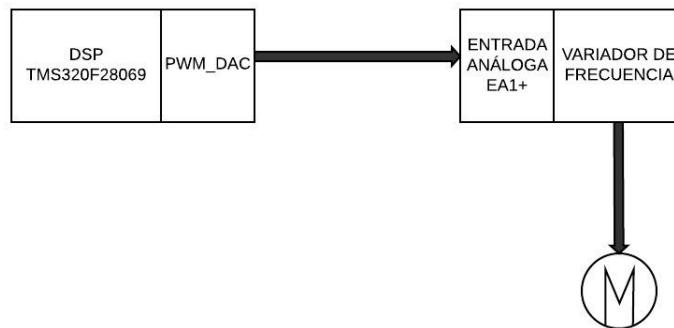 DSP
TMS320F28069
PWM_DAC
ENTRADA
ANÁLOGA
EA1+
VARIADOR DE
FRECUENCIA
M